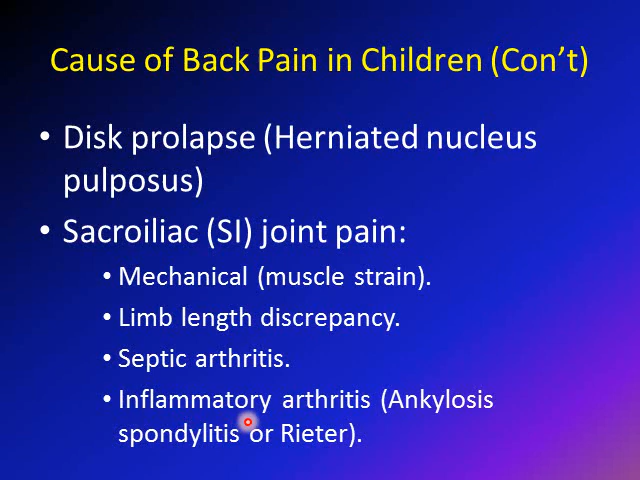 Cause of Back Pain in Children (Con’t)
• Disk prolapse (Herniated nucleus
pulposus)
• Sacroiliac (SI) joint pain:
• Mechanical (muscle strain).
• Limb length discrepancy.
• Septic arthritis.
• Inflammatory arthritis (Ankylosis
spondylitis or Rieter).